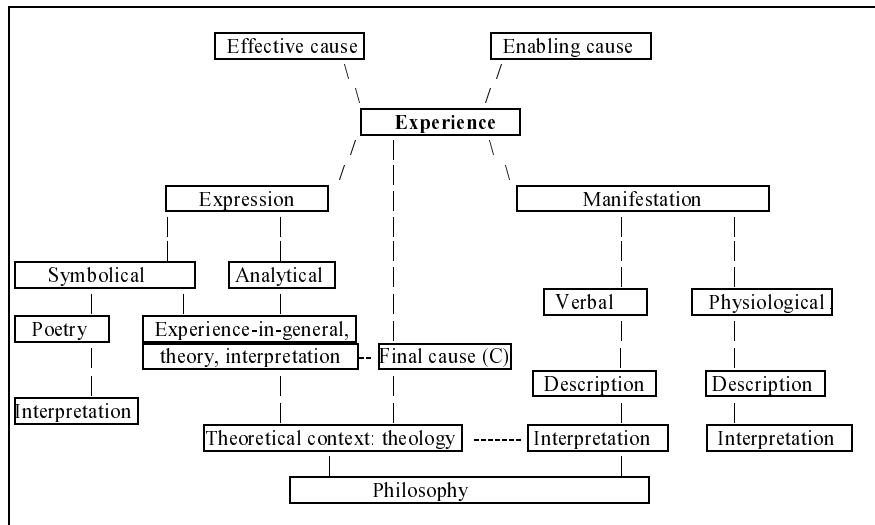 Effective cause
Enabling cause
Experience
Expression
Manifestation
Symbolical
Analytical
Verbal
Physiological
Poetry
Experience-in-general,
theory, interpretation
Final cause (C)
Description
Description
Interpretation
Theoretical context: theology
Interpretation
Interpretation
Philosophy